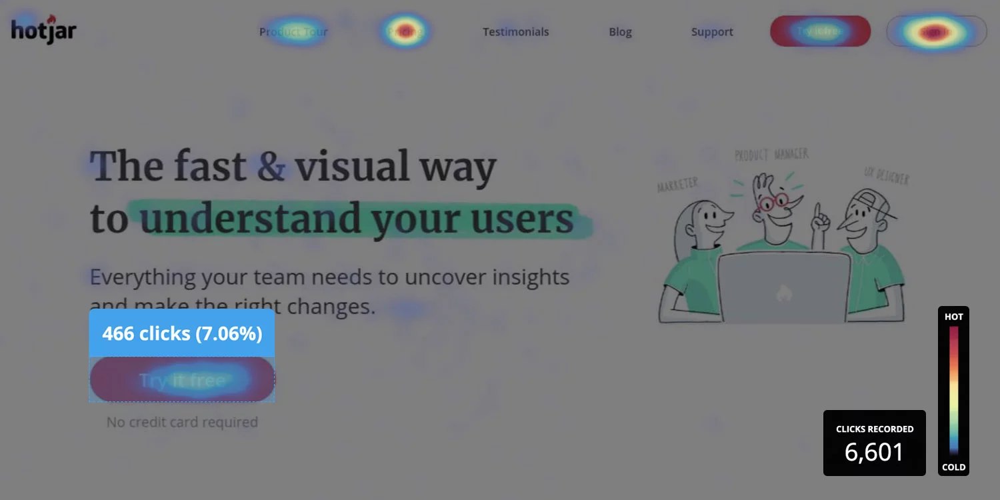 hotjar
Product Tour Pricing Testimonials Blog Support Try it free Sign in
The fast & visual way
to understand your users
PRODUCT MANAGER
MARKETER
UX DESIGNER
Everything your team needs to uncover insights
and make the right changes.
466 clicks (7.06%)
Try it free
No credit card required
HOT
COLD
CLICKS RECORDED
6,601